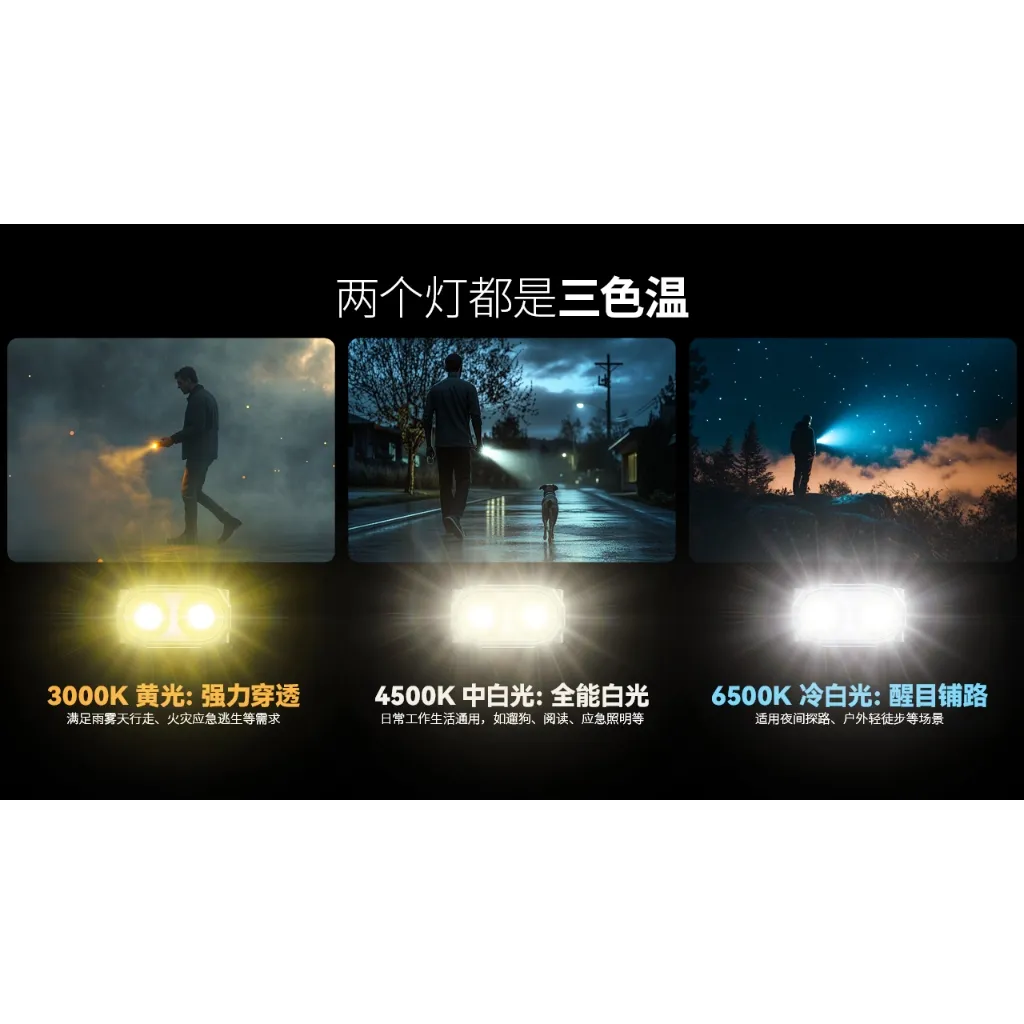 两个灯都是三色温
3000K 黄光: 强力穿透
满足雨雾天行走、火灾应急逃生等需求
4500K 中白光: 全能白光
日常工作生活通用，如遛狗、阅读、应急照明等
6500K 冷白光: 醒目铺路
适用夜间探路、户外轻徒步等场景